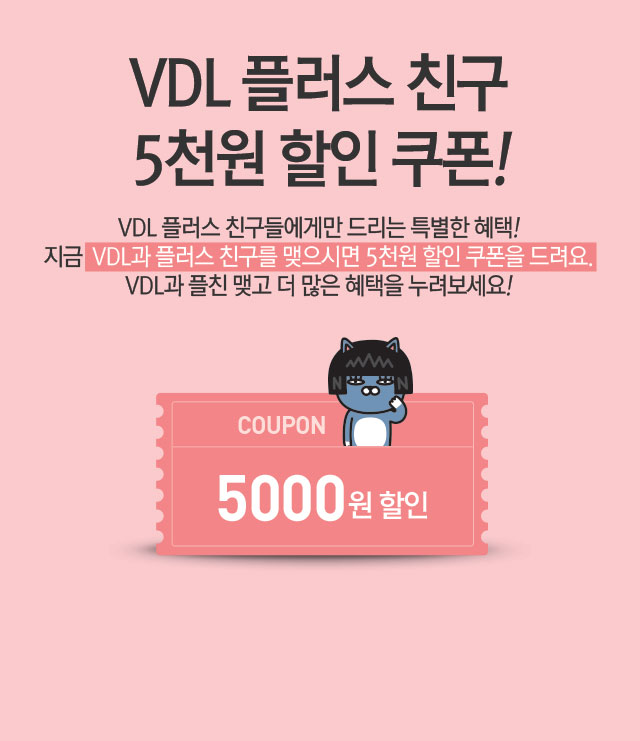 VDL 플러스 친구
5천원 할인 쿠폰!
VDL 플러스 친구들에게만 드리는 특별한 혜택!
지금 VDL과 플러스 친구를 맺으시면 5천원 할인 쿠폰을 드려요.
VDL과 플친 맺고 더 많은 혜택을 누려보세요!
COUPON
5000원 할인